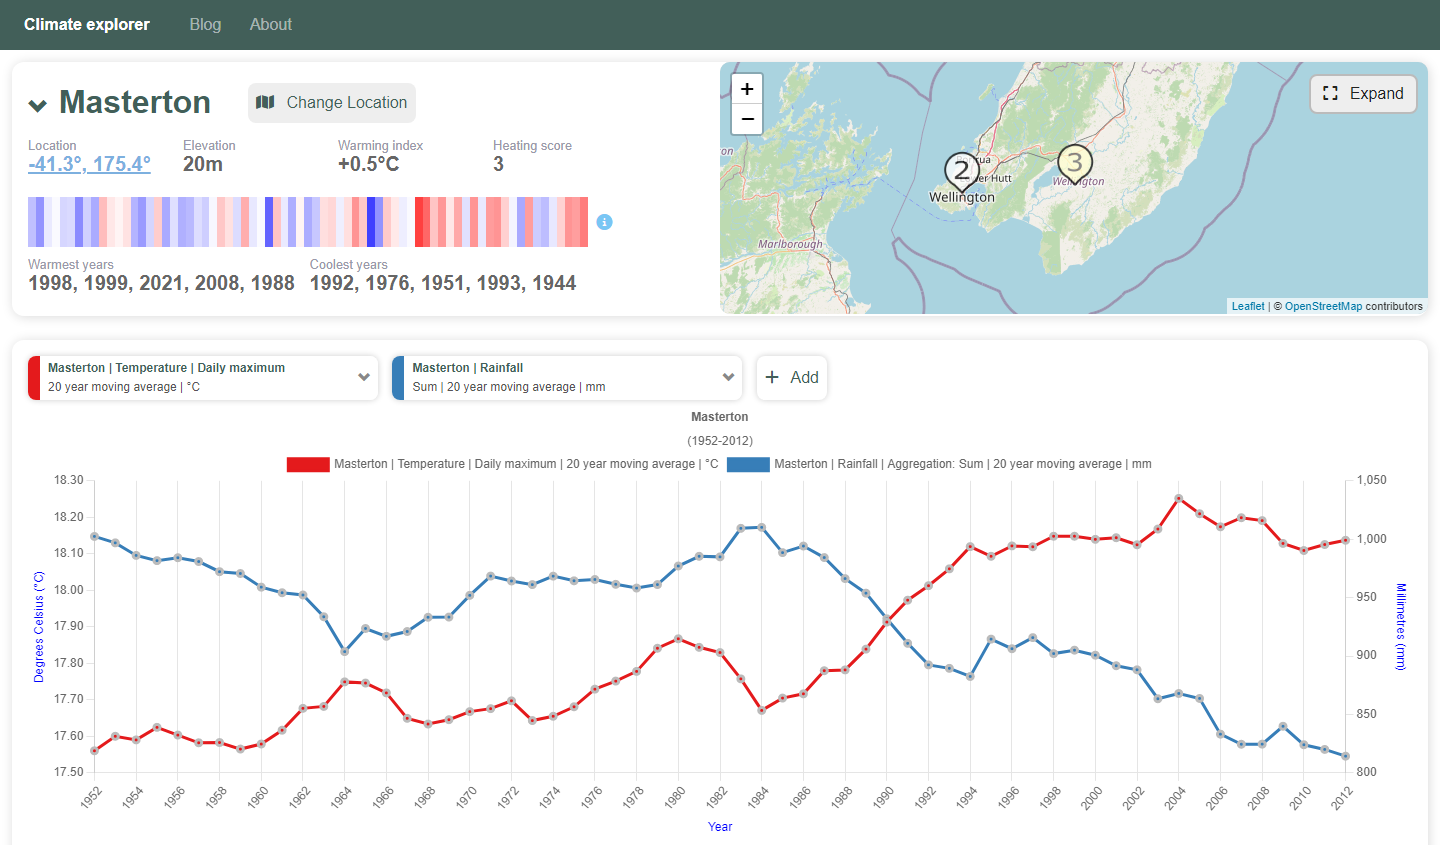 Climate explorer Blog About
Masterton Change Location
Location Elevation Warming index Heating score
-41.3°, 175.4° 20m +0.5°C 3
Warmest years Coolest years
1998, 1999, 2021, 2008, 1988 1992, 1976, 1951, 1993, 1944
+
−
Expand
2
3
Wellington
Wellington
Marlborough
Leaflet | © OpenStreetMap contributors
Masterton | Temperature | Daily maximum
20 year moving average | °C
Masterton | Rainfall
Sum | 20 year moving average | mm
+ Add
Masterton
(1952-2012)
Masterton | Temperature | Daily maximum | 20 year moving average | °C Masterton | Rainfall | Aggregation: Sum | 20 year moving average | mm
Degrees Celsius (°C)
18.30
18.20
18.10
18.00
17.90
17.80
17.70
17.60
17.50
1,050
1,000
950
900
850
800
Millimetres (mm)
1952 1954 1956 1958 1960 1962 1964 1966 1968 1970 1972 1974 1976 1978 1980 1982 1984 1986 1988 1990 1992 1994 1996 1998 2000 2002 2004 2006 2008 2010 2012
Year